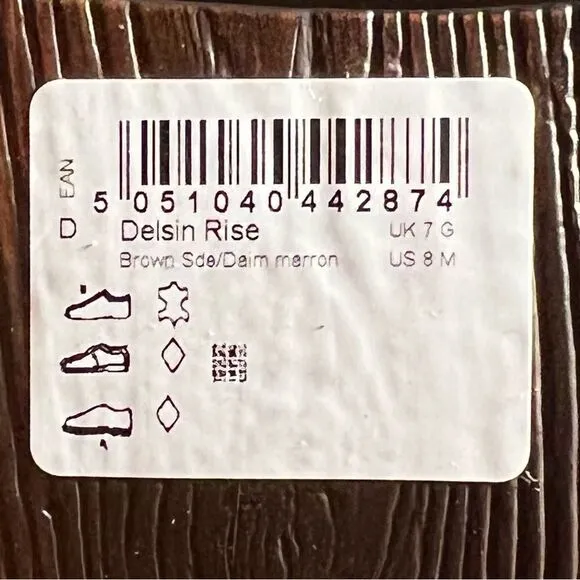 EAN
5 051040 442874
D Delsin Rise UK 7 G
Brown Sde/Daim marron US 8 M